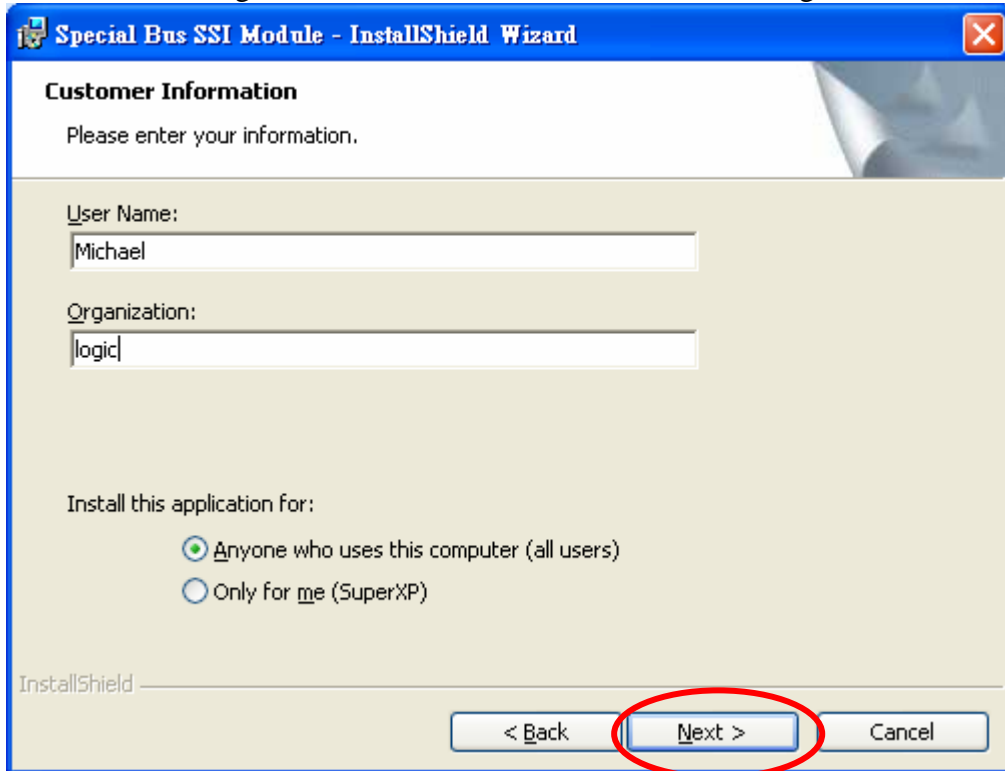 Special Bus SSI Module - InstallShield Wizard
Customer Information
Please enter your information.
User Name:
Michael
Organization:
logic
Install this application for:
Anyone who uses this computer (all users)
Only for me (SuperXP)
InstallShield
< Back Next > Cancel